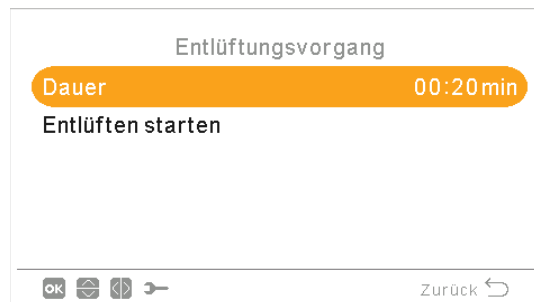 Entlüftungsvorgang
Dauer 00:20min
Entlüften starten
OK Zurück